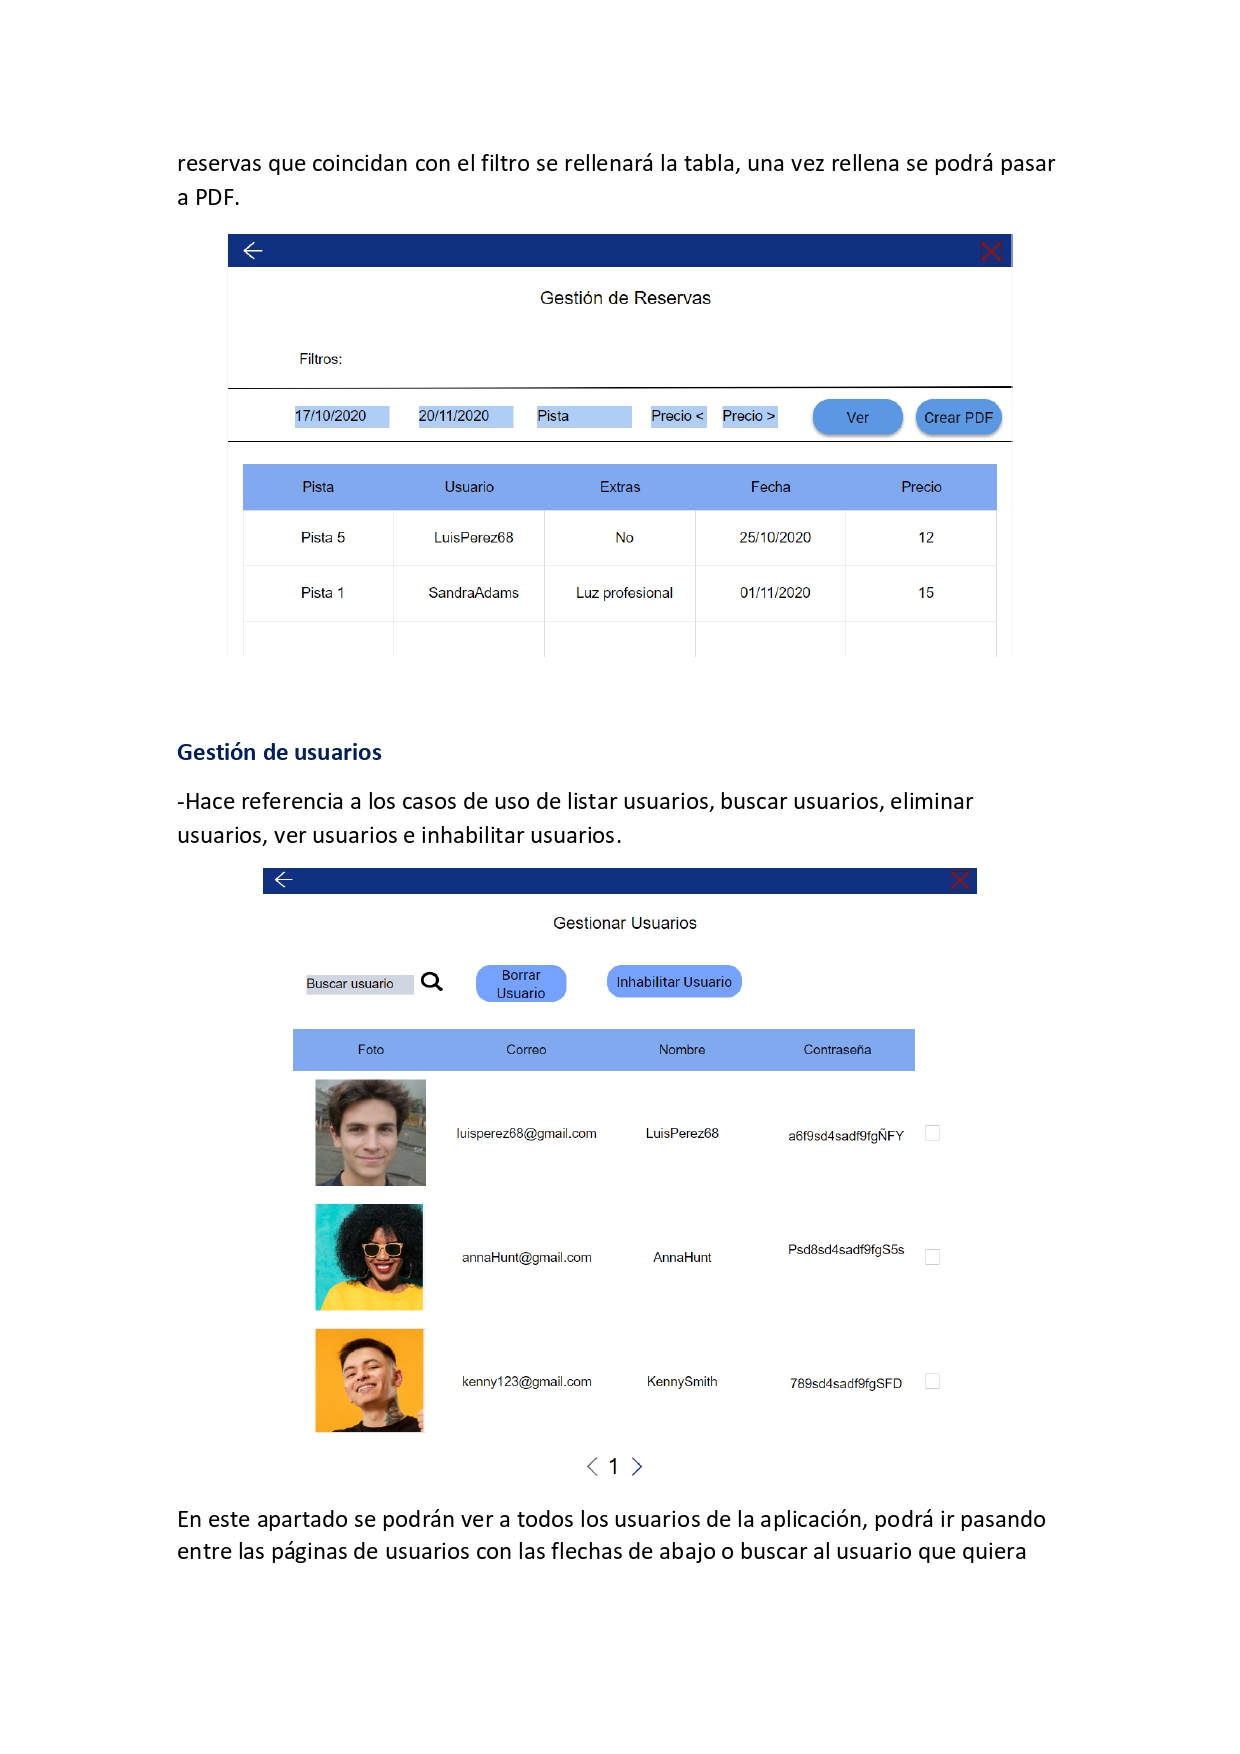 reservas que coincidan con el filtro se rellenará la tabla, una vez rellena se podrá pasar
a PDF.
Gestión de Reservas
Filtros:
17/10/2020 20/11/2020 Pista Precio < Precio > Ver Crear PDF
Pista Usuario Extras Fecha Precio
Pista 5 LuisPerez68 No 25/10/2020 12
Pista 1 SandraAdams Luz profesional 01/11/2020 15
Gestión de usuarios
-Hace referencia a los casos de uso de listar usuarios, buscar usuarios, eliminar
usuarios, ver usuarios e inhabilitar usuarios.
Gestionar Usuarios
Buscar usuario Borrar Usuario Inhabilitar Usuario
Foto Correo Nombre Contraseña
luisperez68@gmail.com LuisPerez68 a6f9sd4sadf9fgÑFY
annaHunt@gmail.com AnnaHunt Psd8sd4sadf9fgS5s
kenny123@gmail.com KennySmith 789sd4sadf9fgSFD
< 1 >
En este apartado se podrán ver a todos los usuarios de la aplicación, podrá ir pasando
entre las páginas de usuarios con las flechas de abajo o buscar al usuario que quiera